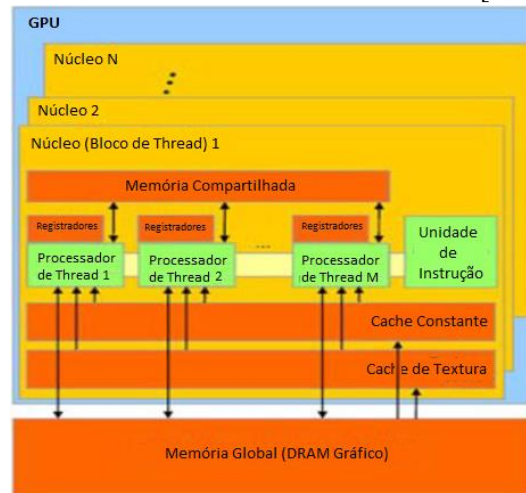 GPU
Núcleo N
Núcleo 2
Núcleo (Bloco de Thread) 1
Memória Compartilhada
Registradores
Registradores
Registradores
Processador
de Thread 1
Processador
de Thread 2
...
Processador
de Thread M
Unidade
de
Instrução
Cache Constante
Cache de Textura
Memória Global (DRAM Gráfico)